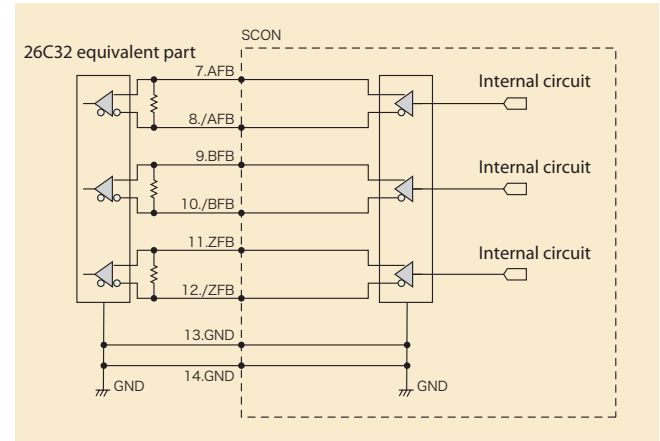 SCON
26C32 equivalent part
7.AFB
Internal circuit
8./AFB
9.BFB
Internal circuit
10./BFB
11.ZFB
Internal circuit
12./ZFB
13.GND
14.GND
GND
GND